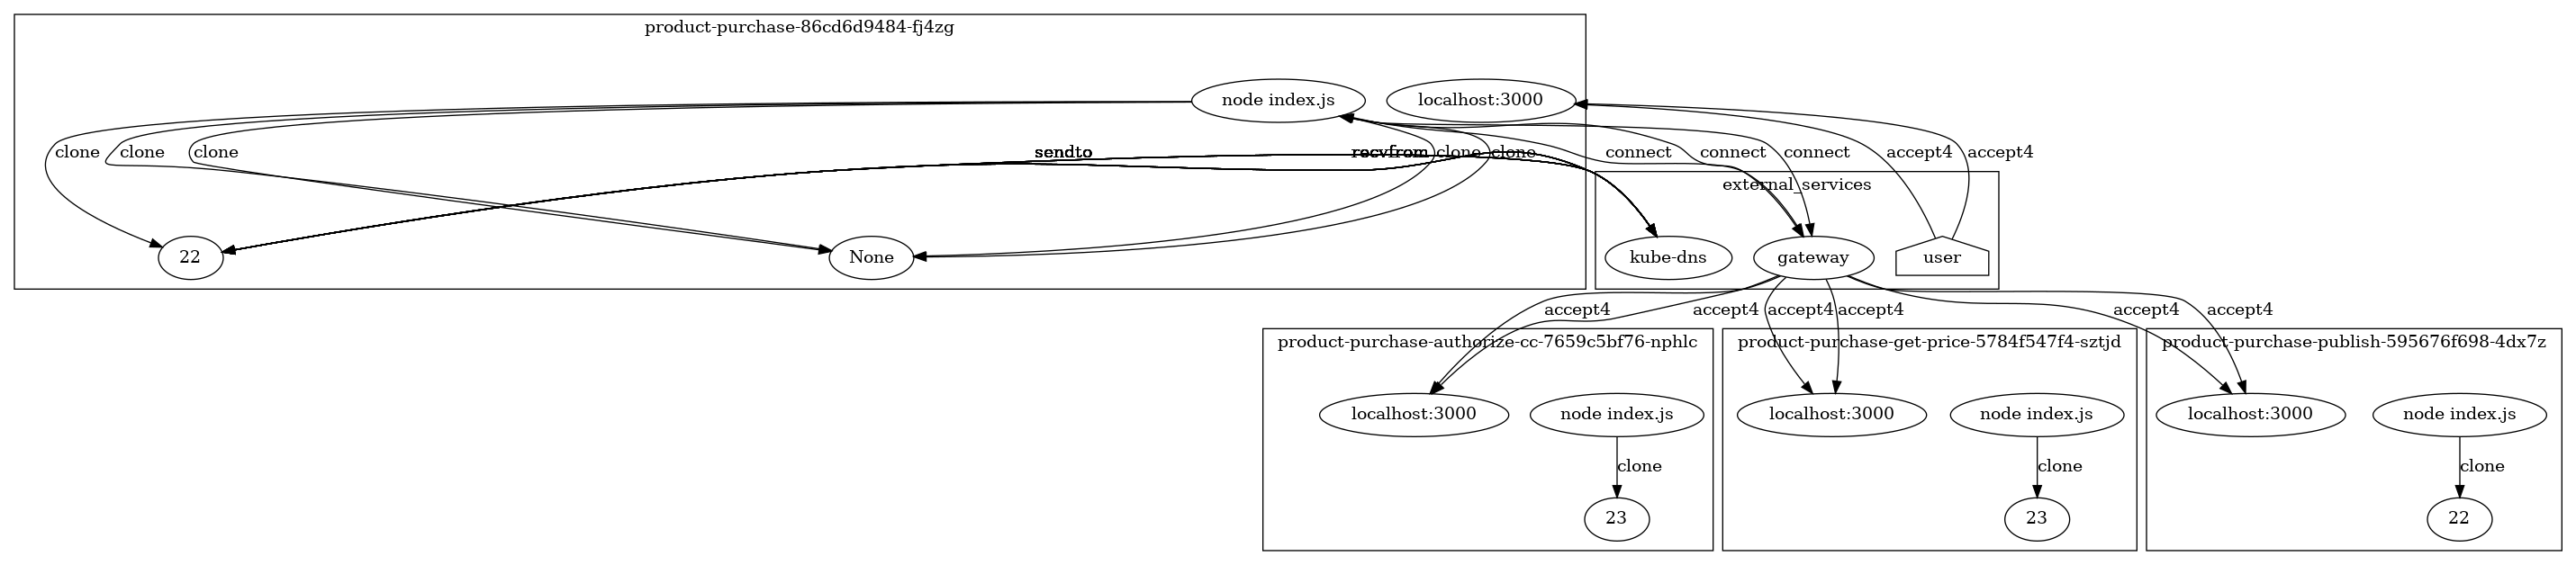 product-purchase-86cd6d9484-fj4zg
node index.js
localhost:3000
clone
clone
clone
sendto
recvfrom
clone
clone
connect
connect
connect
accept4
accept4
external_services
22
None
kube-dns
gateway
user
accept4
accept4
accept4
accept4
accept4
accept4
product-purchase-authorize-cc-7659c5bf76-nphlc
product-purchase-get-price-5784f547f4-sztjd
product-purchase-publish-595676f698-4dx7z
localhost:3000
node index.js
localhost:3000
node index.js
localhost:3000
node index.js
clone
clone
clone
23
23
22